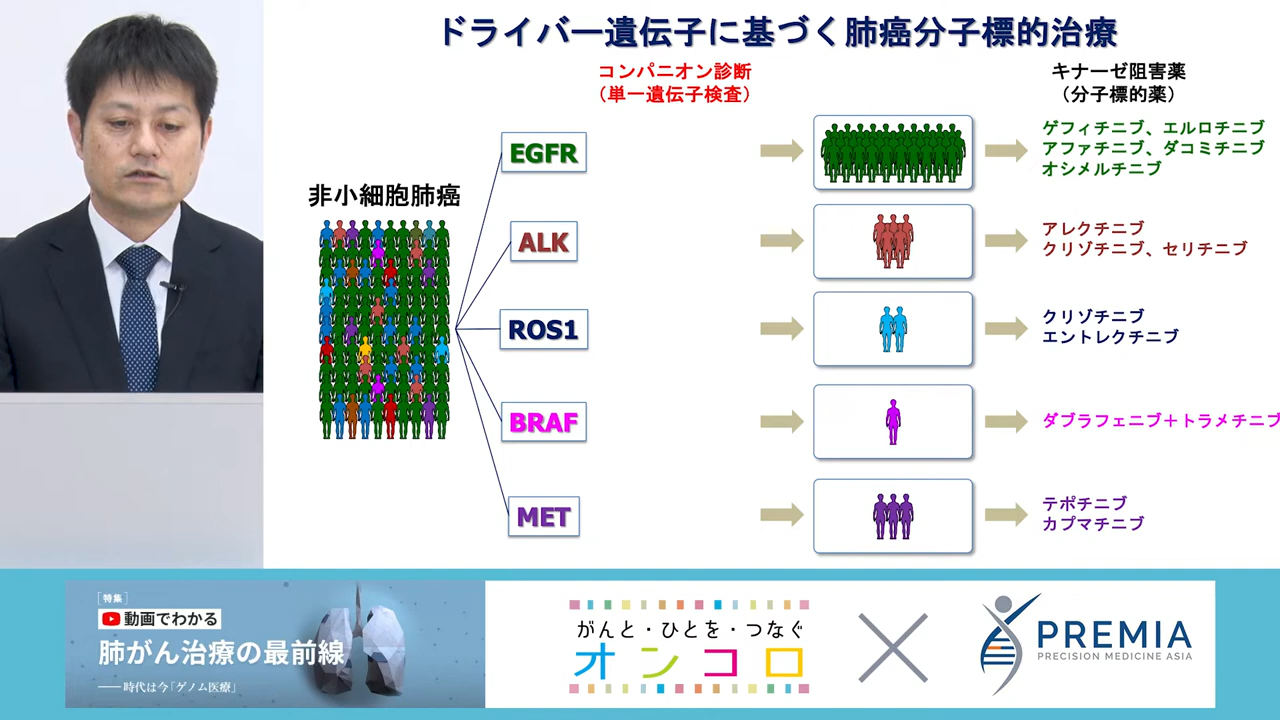 ドライバー遺伝子に基づく肺癌分子標的治療
コンパニオン診断
（単一遺伝子検査）
キナーゼ阻害薬
（分子標的薬）
非小細胞肺癌
EGFR
ゲフィチニブ、エルロチニブ
アファチニブ、ダコミチニブ
オシメルチニブ
ALK
アレクチニブ
クリゾチニブ、セリチニブ
ROS1
クリゾチニブ
エントレクチニブ
BRAF
ダブラフェニブ＋トラメチニブ
MET
テポチニブ
カプマチニブ
［特集］
動画でわかる
肺がん治療の最前線
── 時代は今「ゲノム医療」
がんと・ひとを・つなぐ
オンコロ
PREMIA
PRECISION MEDICINE ASIA